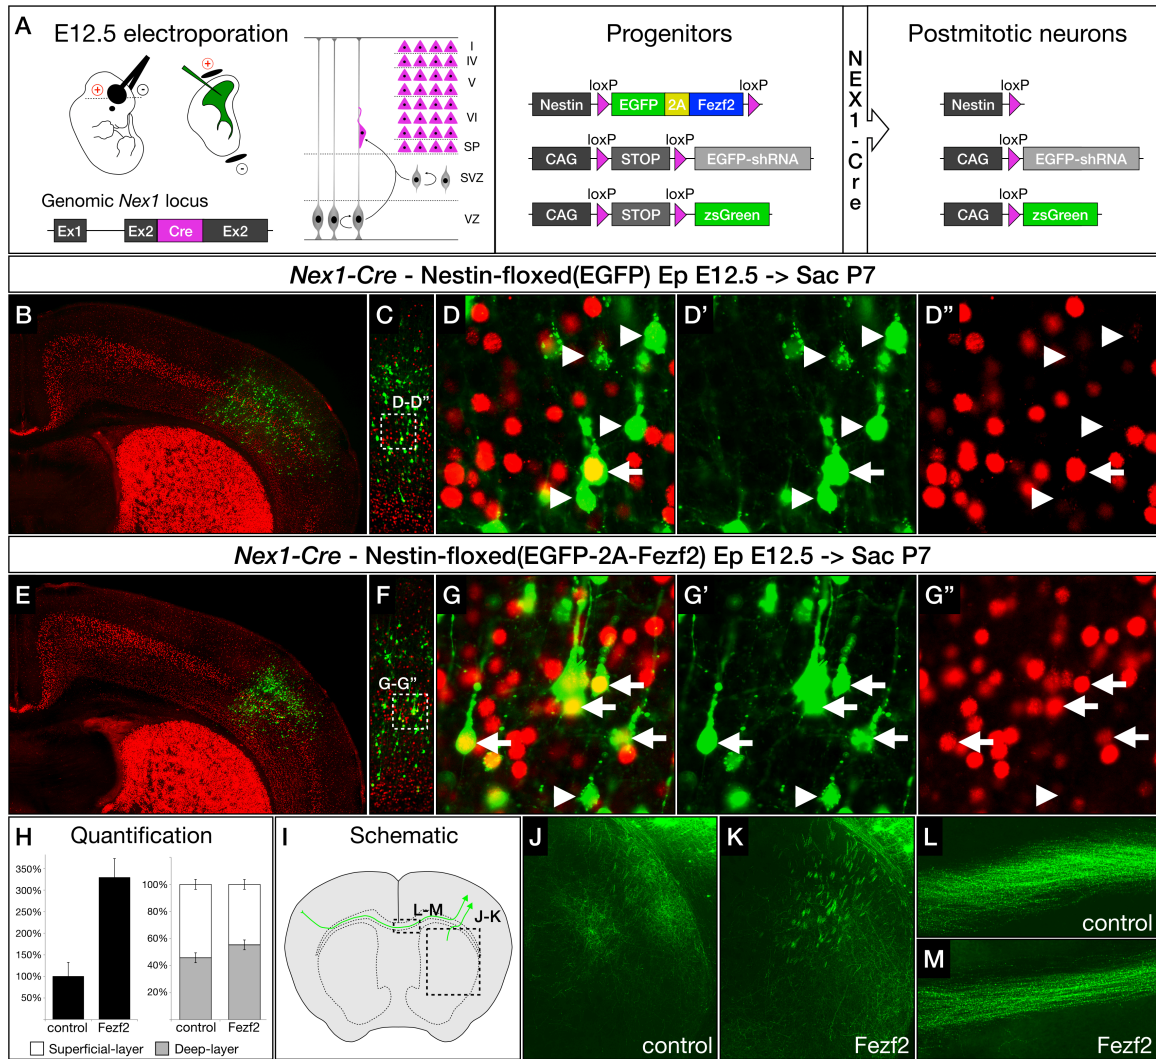 A
E12.5 electroporation
+
-
+
-
I
IV
V
VI
SP
SVZ
VZ
Genomic Nex1 locus
Ex1
Ex2
Cre
Ex2
Progenitors
loxP
loxP
Nestin
EGFP
2A
Fezf2
loxP
loxP
CAG
STOP
EGFP-shRNA
loxP
loxP
CAG
STOP
zsGreen
NEX1-Cre
Postmitotic neurons
loxP
Nestin
loxP
CAG
EGFP-shRNA
loxP
CAG
zsGreen
Nex1-Cre - Nestin-floxed(EGFP) Ep E12.5 -> Sac P7
B
C
D-D”
D
D’
D”
Nex1-Cre - Nestin-floxed(EGFP-2A-Fezf2) Ep E12.5 -> Sac P7
E
F
G-G”
G
G’
G”
H
Quantification
350%
300%
250%
200%
150%
100%
50%
control
Fezf2
100%
80%
60%
40%
20%
control
Fezf2
Superficial-layer
Deep-layer
I
Schematic
L-M
J-K
J
control
K
Fezf2
L
control
M
Fezf2